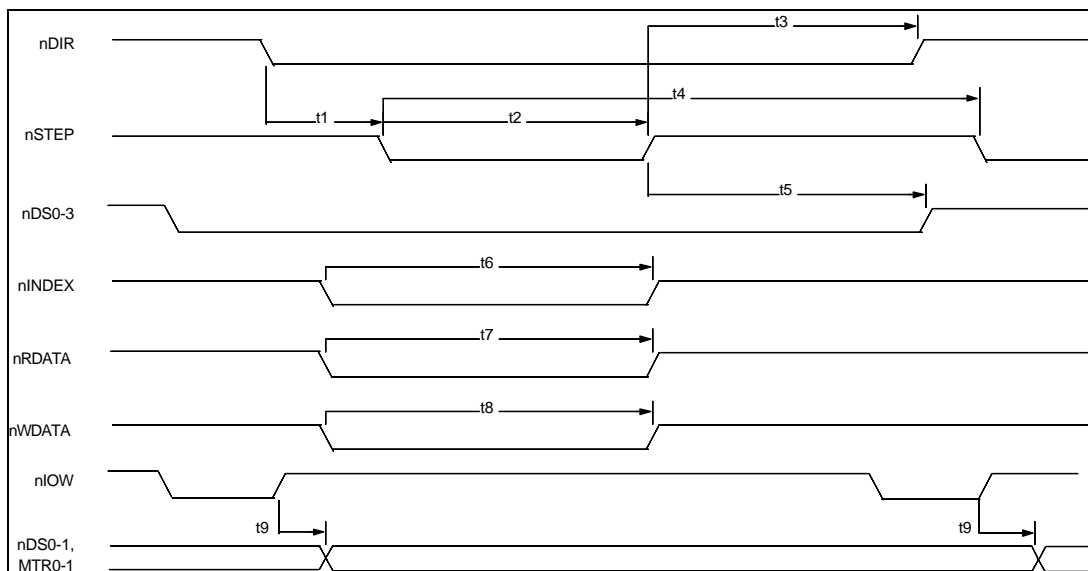 nDIR
t3
t4
nSTEP
t1
t2
t5
nDS0-3
nINDEX
t6
nRDATA
t7
nWDATA
t8
nIOW
t9
t9
nDS0-1,
MTR0-1